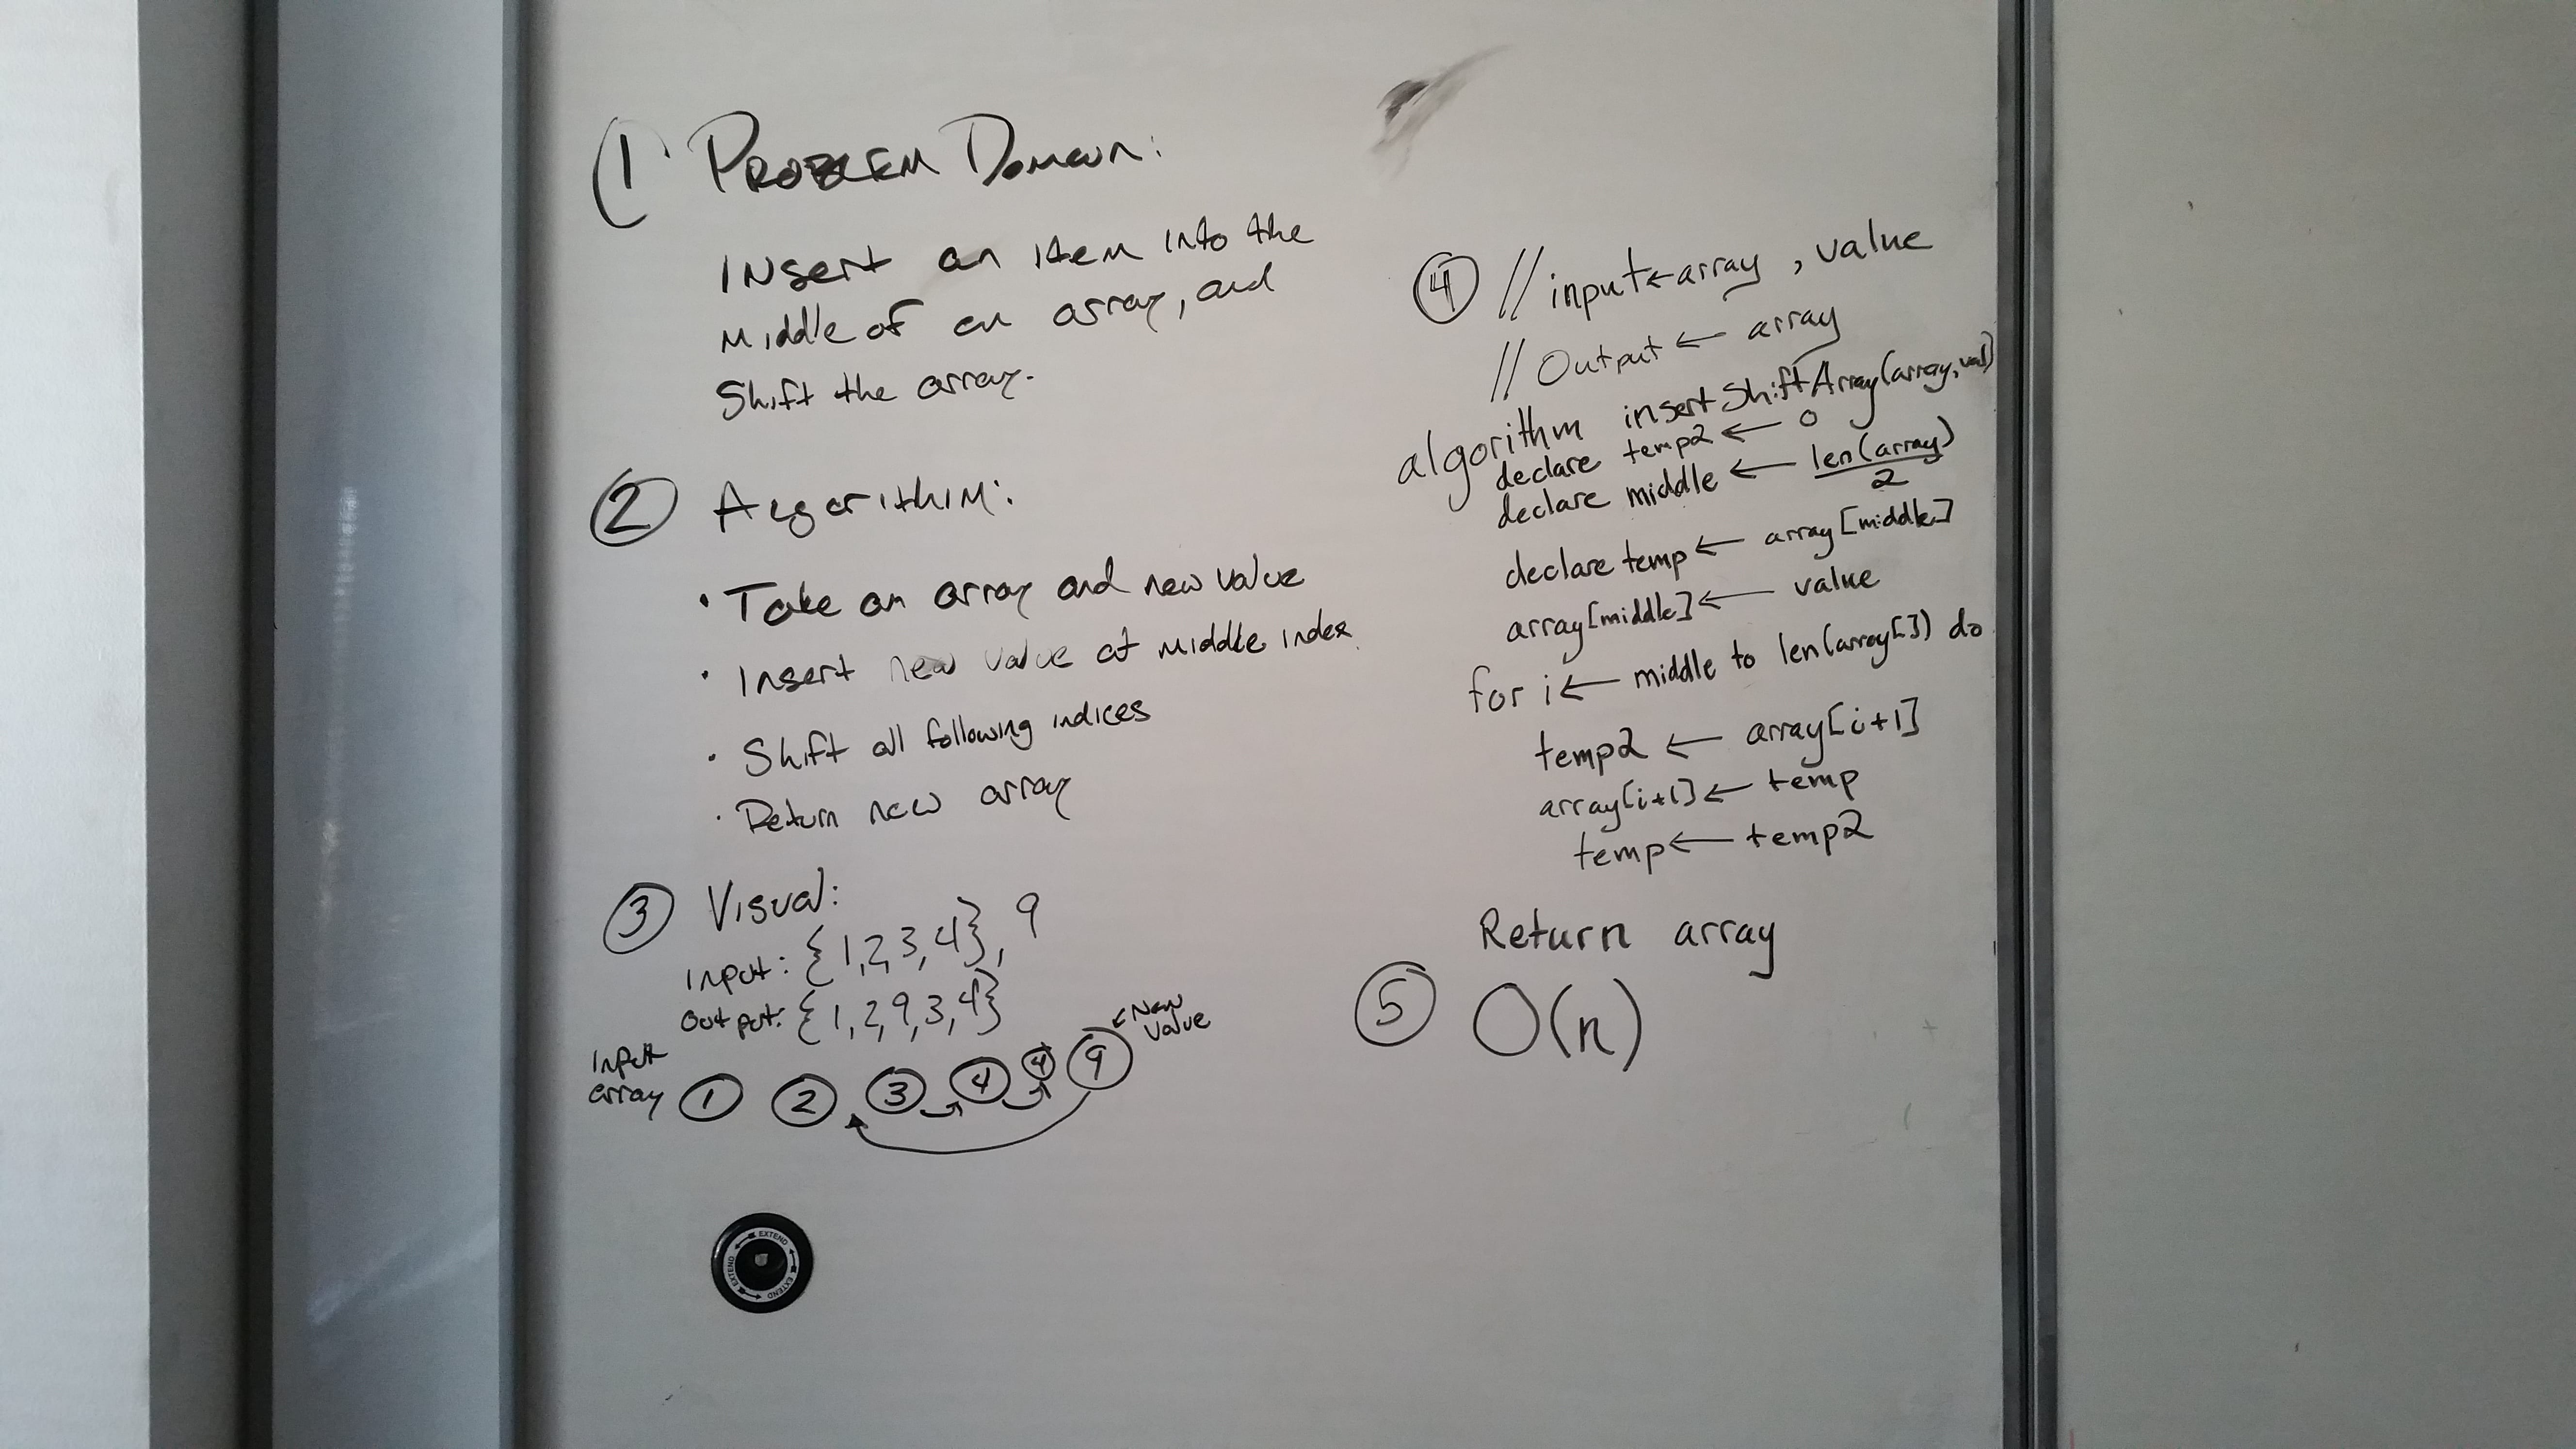 1 PROBLEM Domain:
INsert an item into the
Middle of an array, and
Shift the array.
2 Algorithim:
· Take an array and new value
· Insert new value at middle index.
· Shift all following indices
· Return new array
3 Visual:
Input: {1,2,3,4}, 9
Output: {1,2,9,3,4}
← New
Value
Input
array 1 2 3 4 4 9
EXTEND EXTEND EXTEND EXTEND
4 // input ← array , value
// Output ← array
algorithm insertShiftArray(array, val)
declare temp2 ← 0
declare middle ← len(array)
2
declare temp ← array[middle]
array[middle] ← value
for i ← middle to len(array[]) do
temp2 ← array[i+1]
array[i+1] ← temp
temp ← temp2
Return array
5 O(n)